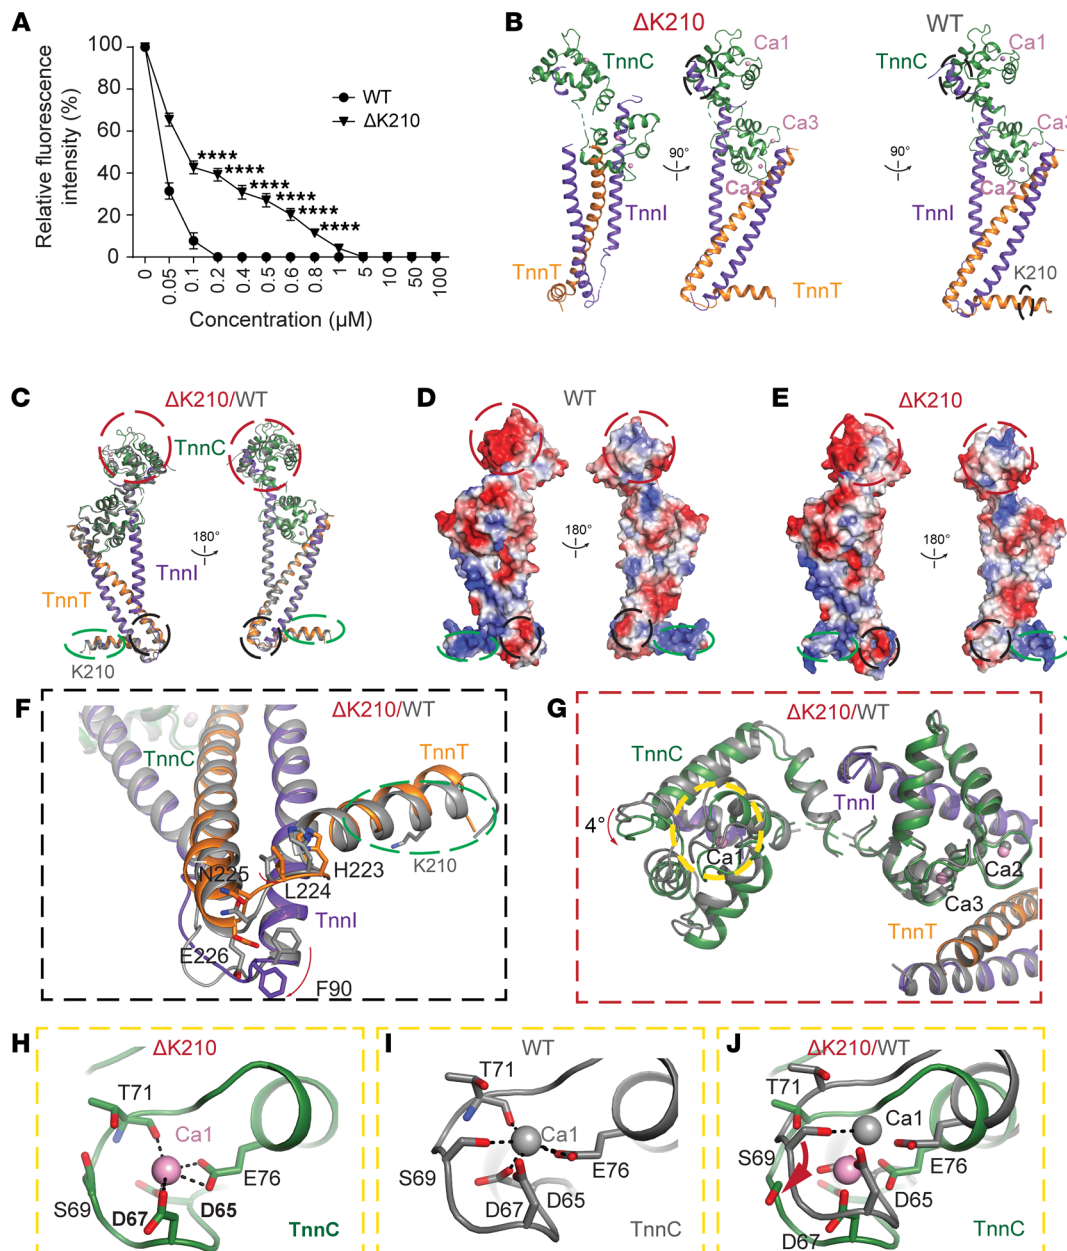 A
Relative fluorescence
intensity (%)
100
80
60
40
20
0
WT
ΔK210
****
****
****
****
****
****
0
0.05
0.1
0.2
0.4
0.5
0.6
0.8
1
5
10
50
100
Concentration (µM)
B
ΔK210
WT
TnnC
Ca1
TnnC
Ca1
Ca3
Ca3
90°
90°
Ca2
Ca2
TnnI
TnnI
TnnT
TnnT
K210
C
ΔK210/WT
TnnC
180°
TnnI
TnnT
K210
D
WT
180°
E
ΔK210
180°
F
ΔK210/WT
TnnC
TnnT
K210
N225
H223
L224
TnnI
E226
F90
G
ΔK210/WT
TnnC
TnnI
4°
Ca1
Ca2
Ca3
TnnT
H
ΔK210
T71
Ca1
S69
E76
D67
D65
TnnC
I
WT
T71
Ca1
S69
E76
D67
D65
TnnC
J
ΔK210/WT
T71
Ca1
S69
E76
D65
D67
TnnC